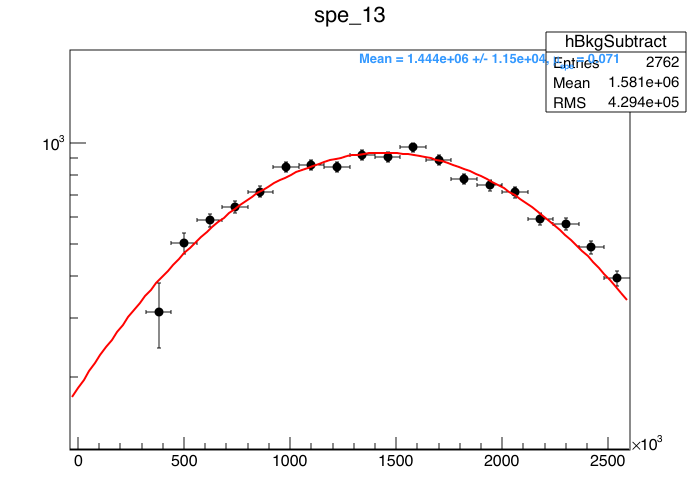 spe_13
hBkgSubtract
Mean = 1.444e+06 +/- 1.15e+04, μspe = 0.071
Entries 2762
Mean 1.581e+06
RMS 4.294e+05
10³
0 500 1000 1500 2000 2500
×10³